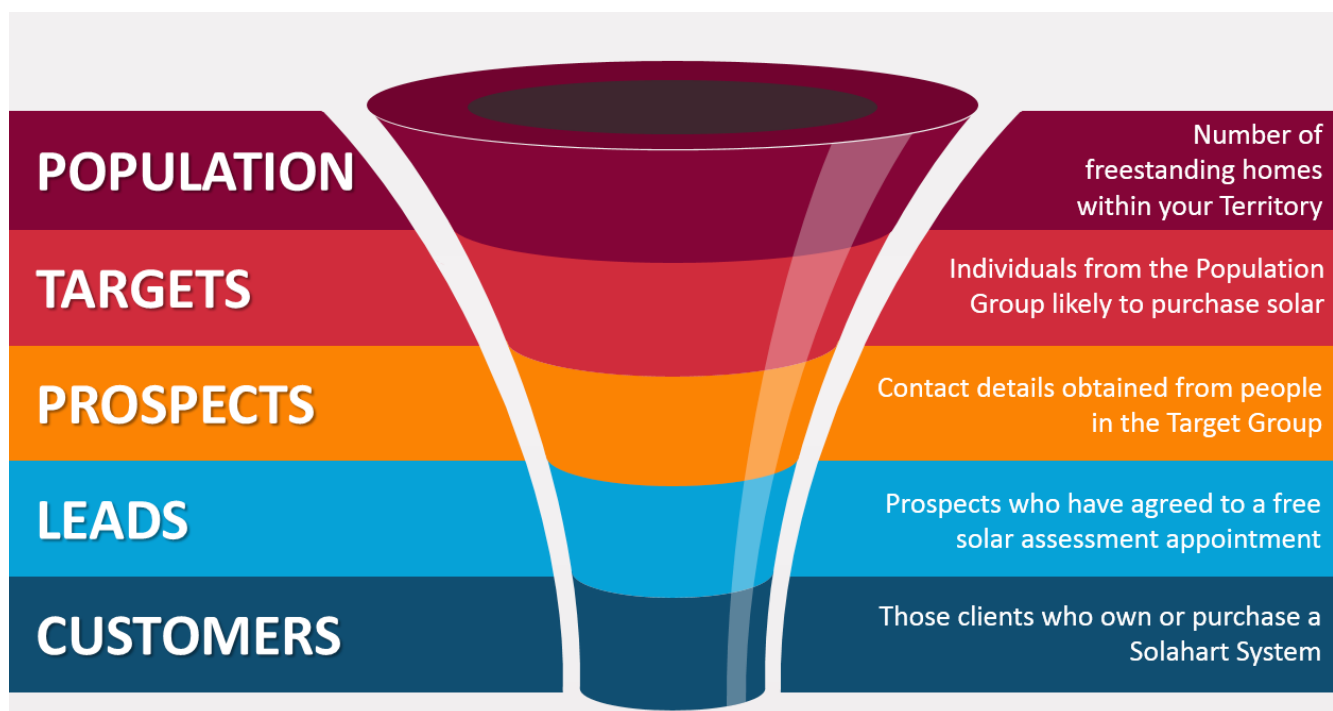 POPULATION
Number of
freestanding homes
within your Territory
TARGETS
Individuals from the Population
Group likely to purchase solar
PROSPECTS
Contact details obtained from people
in the Target Group
LEADS
Prospects who have agreed to a free
solar assessment appointment
CUSTOMERS
Those clients who own or purchase a
Solahart System